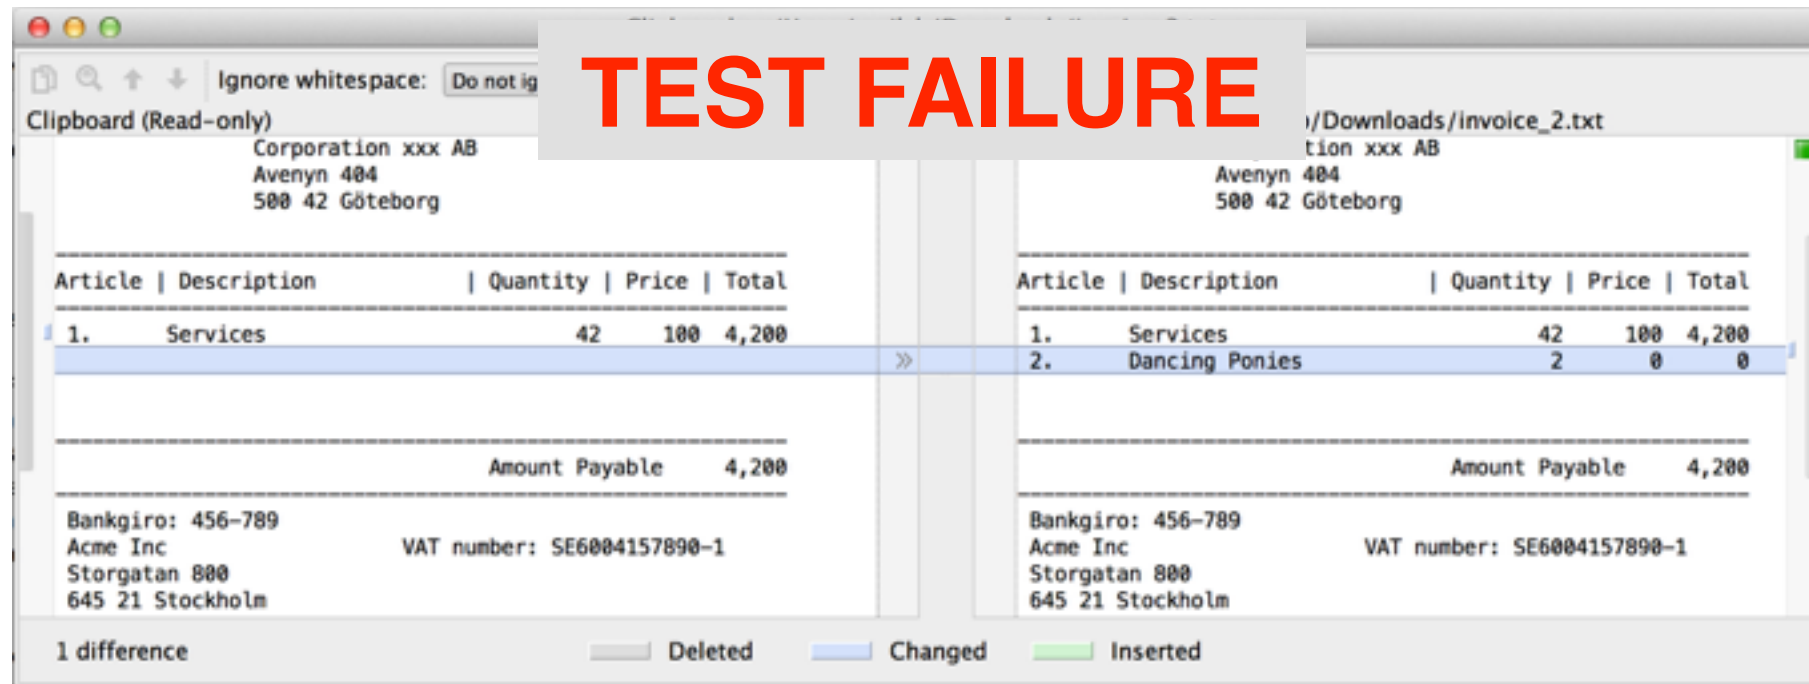 TEST FAILURE
Ignore whitespace: Do not ig
Clipboard (Read-only)
/Downloads/invoice_2.txt
Corporation xxx AB
Avenyn 404
500 42 Göteborg
Article | Description | Quantity | Price | Total
1. Services 42 100 4,200
Amount Payable 4,200
Bankgiro: 456-789
Acme Inc VAT number: SE6004157890-1
Storgatan 800
645 21 Stockholm
tion xxx AB
Avenyn 404
500 42 Göteborg
Article | Description | Quantity | Price | Total
1. Services 42 100 4,200
2. Dancing Ponies 2 0 0
Amount Payable 4,200
Bankgiro: 456-789
Acme Inc VAT number: SE6004157890-1
Storgatan 800
645 21 Stockholm
1 difference Deleted Changed Inserted